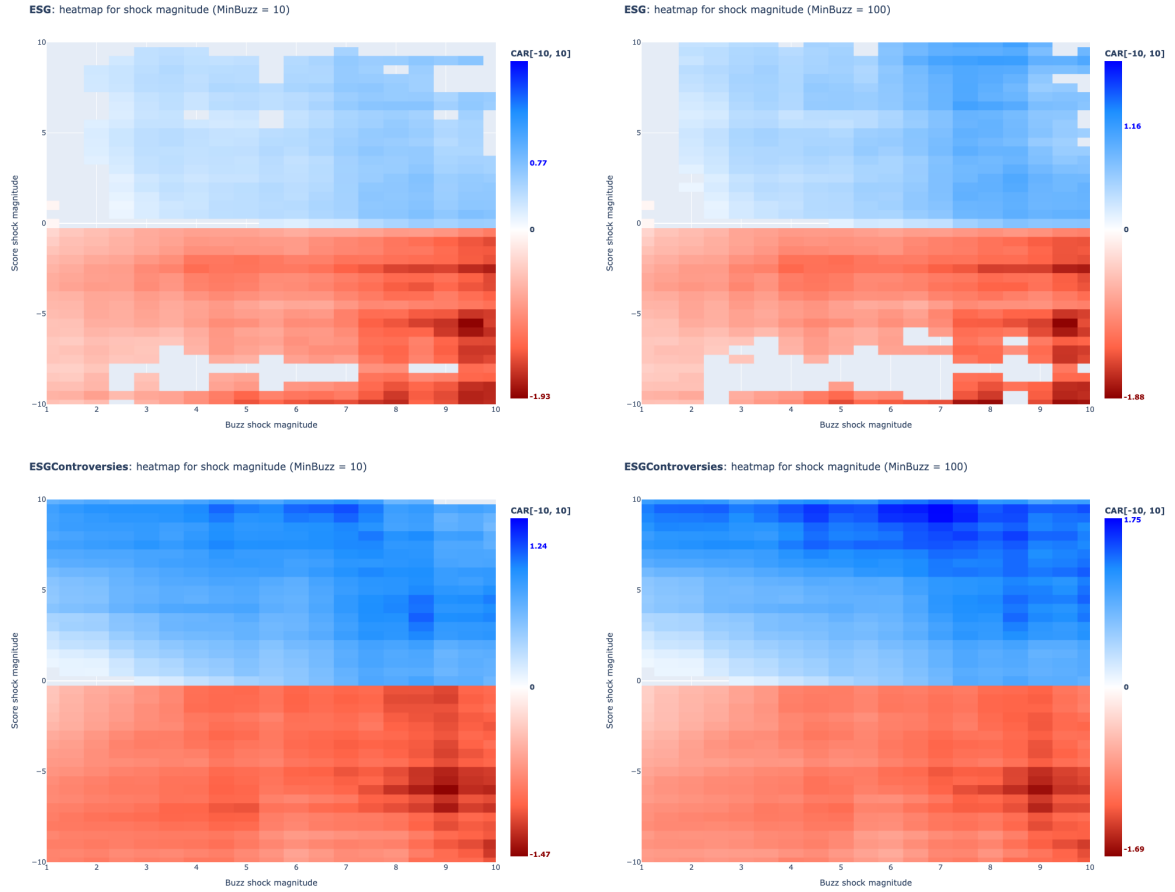 ESG: heatmap for shock magnitude (MinBuzz = 10)
CAR[-10, 10]
10
5
0
−5
−10
Score shock magnitude
1 2 3 4 5 6 7 8 9 10
Buzz shock magnitude
0.77
0
-1.93
ESG: heatmap for shock magnitude (MinBuzz = 100)
CAR[-10, 10]
10
5
0
−5
−10
Score shock magnitude
1 2 3 4 5 6 7 8 9 10
Buzz shock magnitude
1.16
0
-1.88
ESGControversies: heatmap for shock magnitude (MinBuzz = 10)
CAR[-10, 10]
10
5
0
−5
−10
Score shock magnitude
1 2 3 4 5 6 7 8 9 10
Buzz shock magnitude
1.24
0
-1.47
ESGControversies: heatmap for shock magnitude (MinBuzz = 100)
CAR[-10, 10]
10
5
0
−5
−10
Score shock magnitude
1 2 3 4 5 6 7 8 9 10
Buzz shock magnitude
1.75
0
-1.69